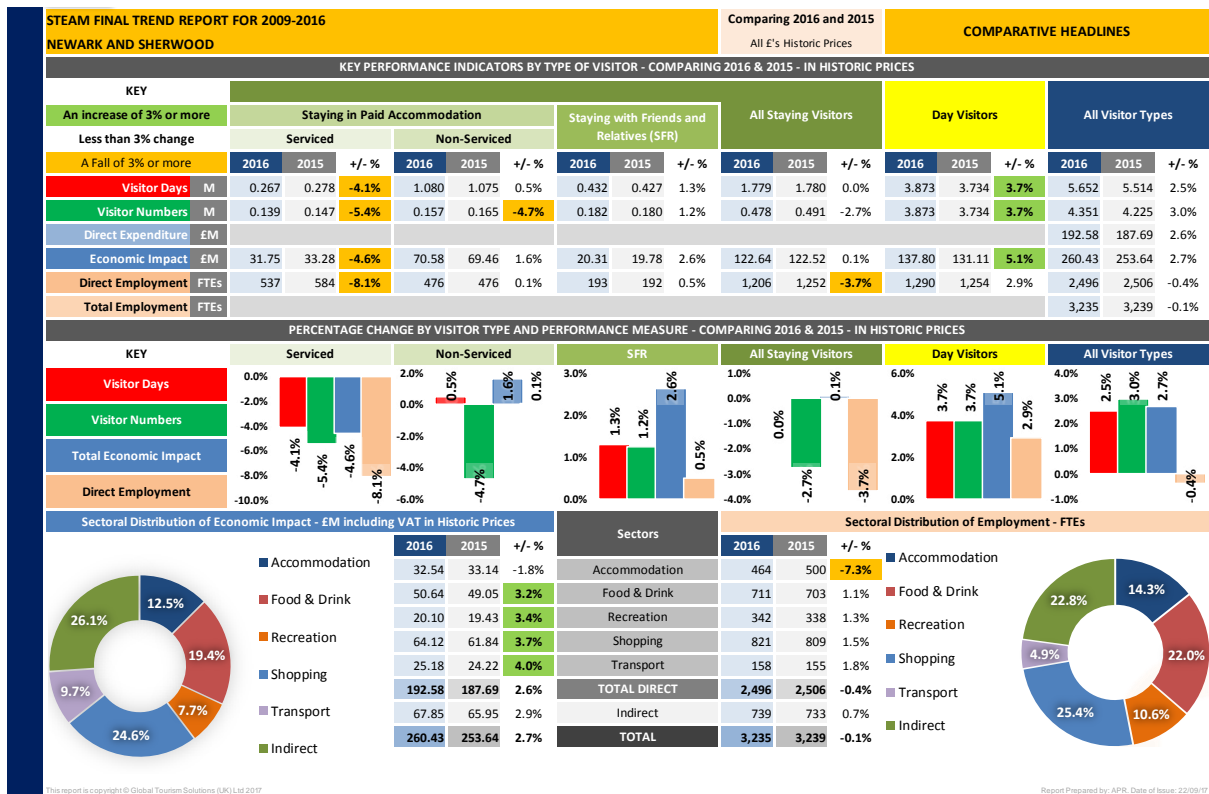 STEAM FINAL TREND REPORT FOR 2009-2016
NEWARK AND SHERWOOD
Comparing 2016 and 2015
All £'s Historic Prices
COMPARATIVE HEADLINES
KEY PERFORMANCE INDICATORS BY TYPE OF VISITOR - COMPARING 2016 & 2015 - IN HISTORIC PRICES
KEY
An increase of 3% or more
Less than 3% change
A Fall of 3% or more
Staying in Paid Accommodation
Serviced Non-Serviced
Staying with Friends and
Relatives (SFR)
All Staying Visitors
Day Visitors
All Visitor Types
2016 2015 +/- % 2016 2015 +/- % 2016 2015 +/- % 2016 2015 +/- % 2016 2015 +/- % 2016 2015 +/- %
Visitor Days M 0.267 0.278 -4.1% 1.080 1.075 0.5% 0.432 0.427 1.3% 1.779 1.780 0.0% 3.873 3.734 3.7% 5.652 5.514 2.5%
Visitor Numbers M 0.139 0.147 -5.4% 0.157 0.165 -4.7% 0.182 0.180 1.2% 0.478 0.491 -2.7% 3.873 3.734 3.7% 4.351 4.225 3.0%
Direct Expenditure £M 192.58 187.69 2.6%
Economic Impact £M 31.75 33.28 -4.6% 70.58 69.46 1.6% 20.31 19.78 2.6% 122.64 122.52 0.1% 137.80 131.11 5.1% 260.43 253.64 2.7%
Direct Employment FTEs 537 584 -8.1% 476 476 0.1% 193 192 0.5% 1,206 1,252 -3.7% 1,290 1,254 2.9% 2,496 2,506 -0.4%
Total Employment FTEs 3,235 3,239 -0.1%
PERCENTAGE CHANGE BY VISITOR TYPE AND PERFORMANCE MEASURE - COMPARING 2016 & 2015 - IN HISTORIC PRICES
KEY Serviced Non-Serviced SFR All Staying Visitors Day Visitors All Visitor Types
Visitor Days
Visitor Numbers
Total Economic Impact
Direct Employment
0.0%
-2.0%
-4.0%
-6.0%
-8.0%
-10.0%
-4.1%
-5.4%
-4.6%
-8.1%
2.0%
0.0%
-2.0%
-4.0%
-6.0%
0.5%
-4.7%
1.6%
0.1%
3.0%
2.0%
1.0%
0.0%
1.3%
1.2%
2.6%
0.5%
1.0%
0.0%
-1.0%
-2.0%
-3.0%
-4.0%
0.0%
-2.7%
0.1%
-3.7%
6.0%
4.0%
2.0%
0.0%
3.7%
3.7%
5.1%
2.9%
4.0%
3.0%
2.0%
1.0%
0.0%
-1.0%
2.5%
3.0%
2.7%
-0.4%
Sectoral Distribution of Economic Impact - £M including VAT in Historic Prices
Sectors
Sectoral Distribution of Employment - FTEs
2016 2015 +/- % 2016 2015 +/- %
32.54 33.14 -1.8% Accommodation 464 500 -7.3%
50.64 49.05 3.2% Food & Drink 711 703 1.1%
20.10 19.43 3.4% Recreation 342 338 1.3%
64.12 61.84 3.7% Shopping 821 809 1.5%
25.18 24.22 4.0% Transport 158 155 1.8%
192.58 187.69 2.6% TOTAL DIRECT 2,496 2,506 -0.4%
67.85 65.95 2.9% Indirect 739 733 0.7%
260.43 253.64 2.7% TOTAL 3,235 3,239 -0.1%
12.5%
19.4%
7.7%
24.6%
9.7%
26.1%
Accommodation
Food & Drink
Recreation
Shopping
Transport
Indirect
Accommodation
Food & Drink
Recreation
Shopping
Transport
Indirect
14.3%
22.0%
10.6%
25.4%
4.9%
22.8%
This report is copyright © Global Tourism Solutions (UK) Ltd 2017
Report Prepared by: APR. Date of Issue: 22/09/17